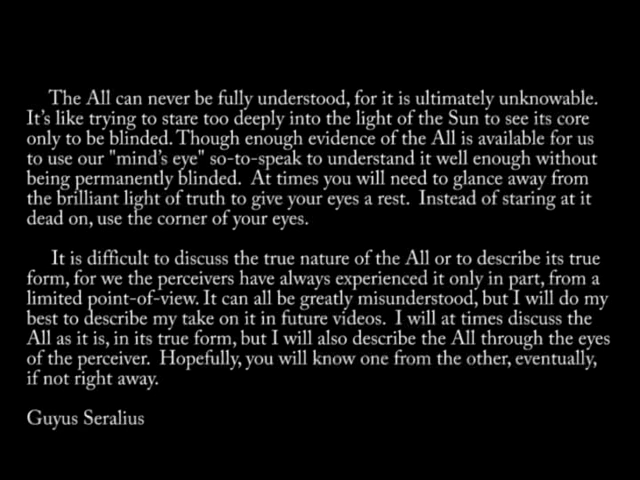 The All can never be fully understood, for it is ultimately unknowable.
It's like trying to stare too deeply into the light of the Sun to see its core
only to be blinded. Though enough evidence of the All is available for us
to use our "mind's eye" so-to-speak to understand it well enough without
being permanently blinded. At times you will need to glance away from
the brilliant light of truth to give your eyes a rest. Instead of staring at it
dead on, use the corner of your eyes.
It is difficult to discuss the true nature of the All or to describe its true
form, for we the perceivers have always experienced it only in part, from a
limited point-of-view. It can all be greatly misunderstood, but I will do my
best to describe my take on it in future videos. I will at times discuss the
All as it is, in its true form, but I will also describe the All through the eyes
of the perceiver. Hopefully, you will know one from the other, eventually,
if not right away.
Guyus Seralius